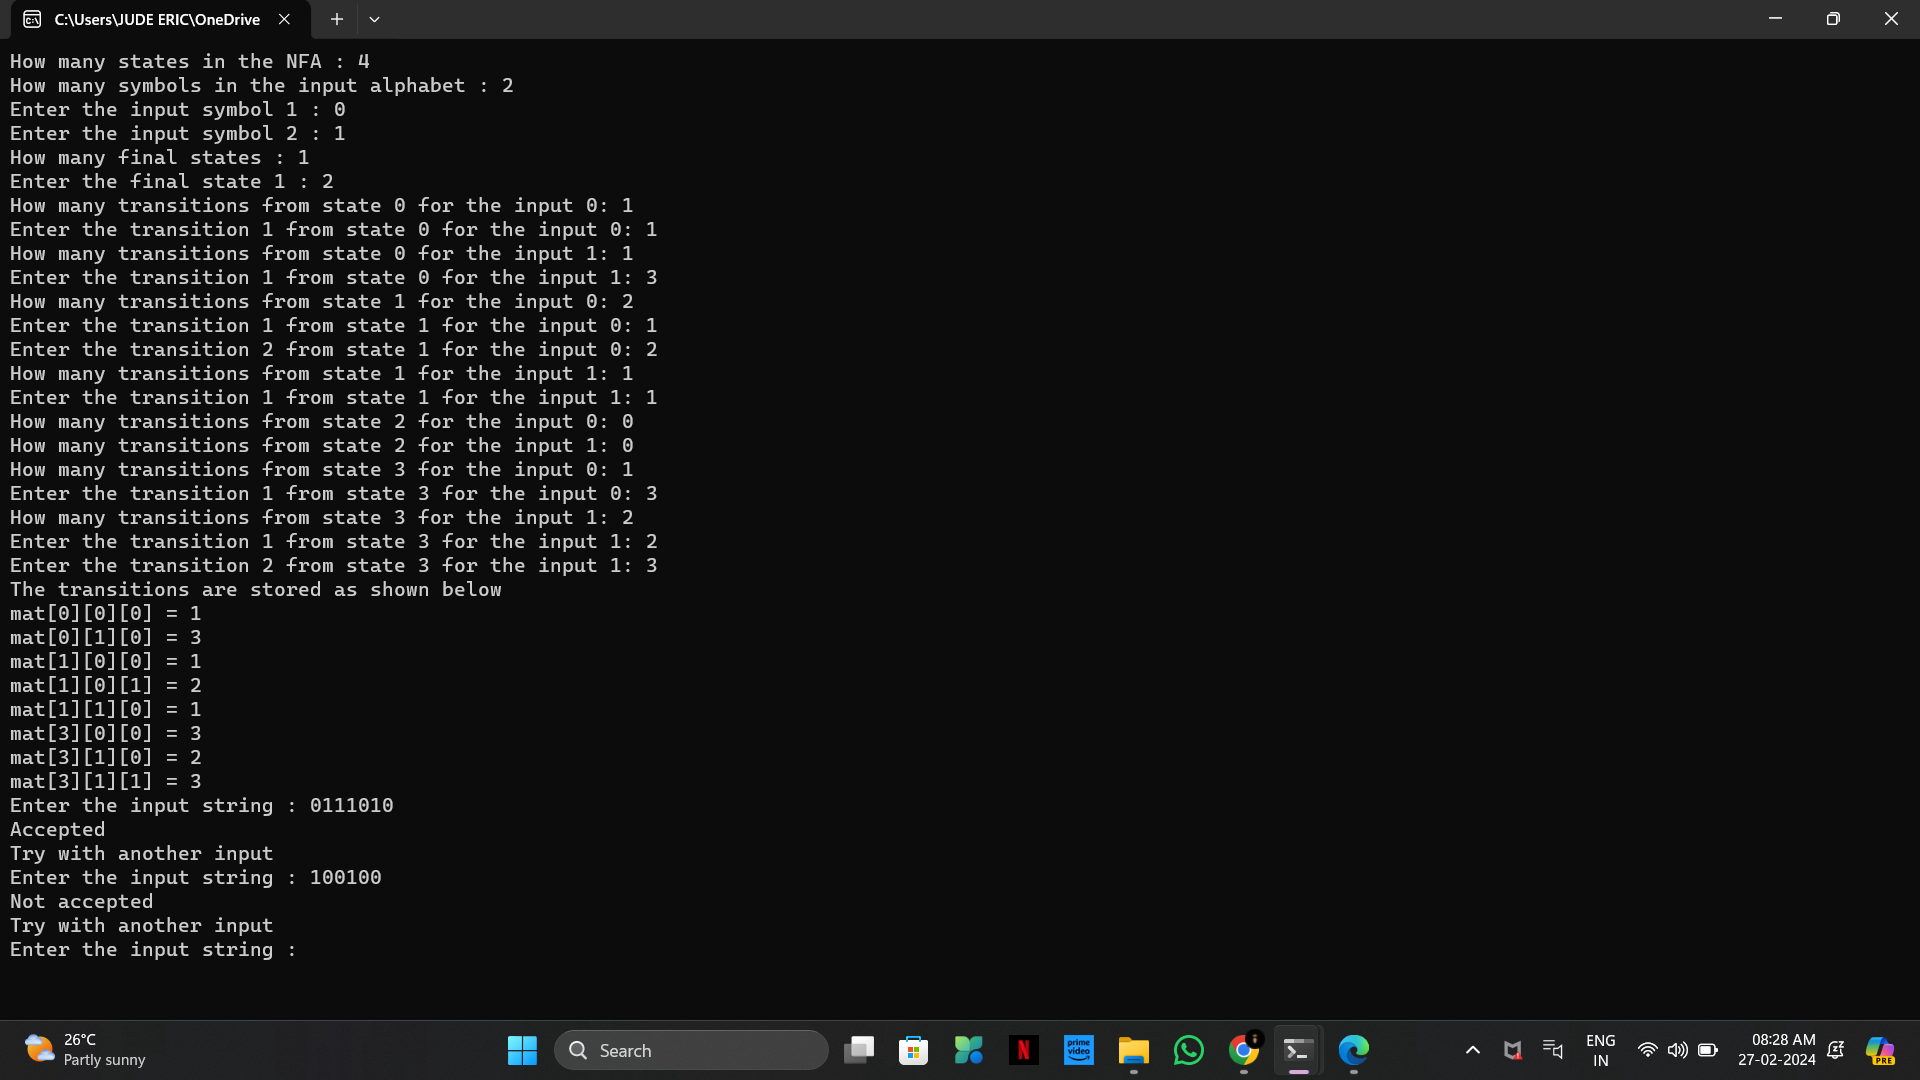 C:\Users\JUDE ERIC\OneDrive
How many states in the NFA : 4
How many symbols in the input alphabet : 2
Enter the input symbol 1 : 0
Enter the input symbol 2 : 1
How many final states : 1
Enter the final state 1 : 2
How many transitions from state 0 for the input 0: 1
Enter the transition 1 from state 0 for the input 0: 1
How many transitions from state 0 for the input 1: 1
Enter the transition 1 from state 0 for the input 1: 3
How many transitions from state 1 for the input 0: 2
Enter the transition 1 from state 1 for the input 0: 1
Enter the transition 2 from state 1 for the input 0: 2
How many transitions from state 1 for the input 1: 1
Enter the transition 1 from state 1 for the input 1: 1
How many transitions from state 2 for the input 0: 0
How many transitions from state 2 for the input 1: 0
How many transitions from state 3 for the input 0: 1
Enter the transition 1 from state 3 for the input 0: 3
How many transitions from state 3 for the input 1: 2
Enter the transition 1 from state 3 for the input 1: 2
Enter the transition 2 from state 3 for the input 1: 3
The transitions are stored as shown below
mat[0][0][0] = 1
mat[0][1][0] = 3
mat[1][0][0] = 1
mat[1][0][1] = 2
mat[1][1][0] = 1
mat[3][0][0] = 3
mat[3][1][0] = 2
mat[3][1][1] = 3
Enter the input string : 0111010
Accepted
Try with another input
Enter the input string : 100100
Not accepted
Try with another input
Enter the input string :
26°C
Partly sunny
Search
N
prime video
ENG
IN
08:28 AM
27-02-2024
PRE